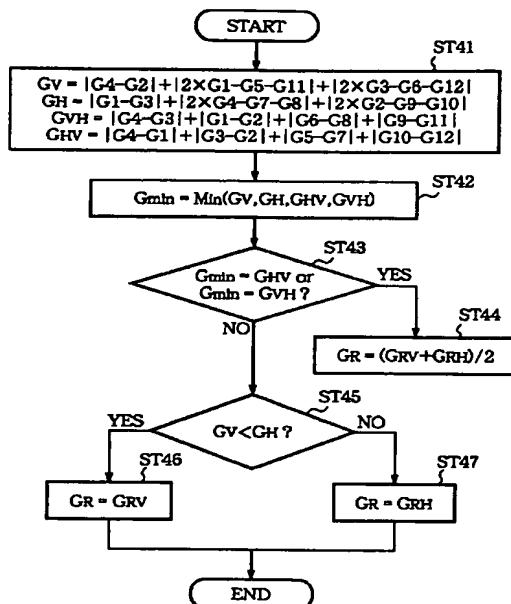 START
ST41
GV = |G4-G2|+|2×G1-G5-G11|+|2×G3-G6-G12|
GH = |G1-G3|+|2×G4-G7-G8|+|2×G2-G9-G10|
GVH = |G4-G3|+|G1-G2|+|G6-G8|+|G9-G11|
GHV = |G4-G1|+|G3-G2|+|G5-G7|+|G10-G12|
ST42
Gmin = Min(GV,GH,GHV,GVH)
ST43
Gmin = GHV or
Gmin = GVH ?
YES
NO
ST44
GR = (GRV+GRH)/2
ST45
GV<GH ?
YES
NO
ST46
GR = GRV
ST47
GR = GRH
END